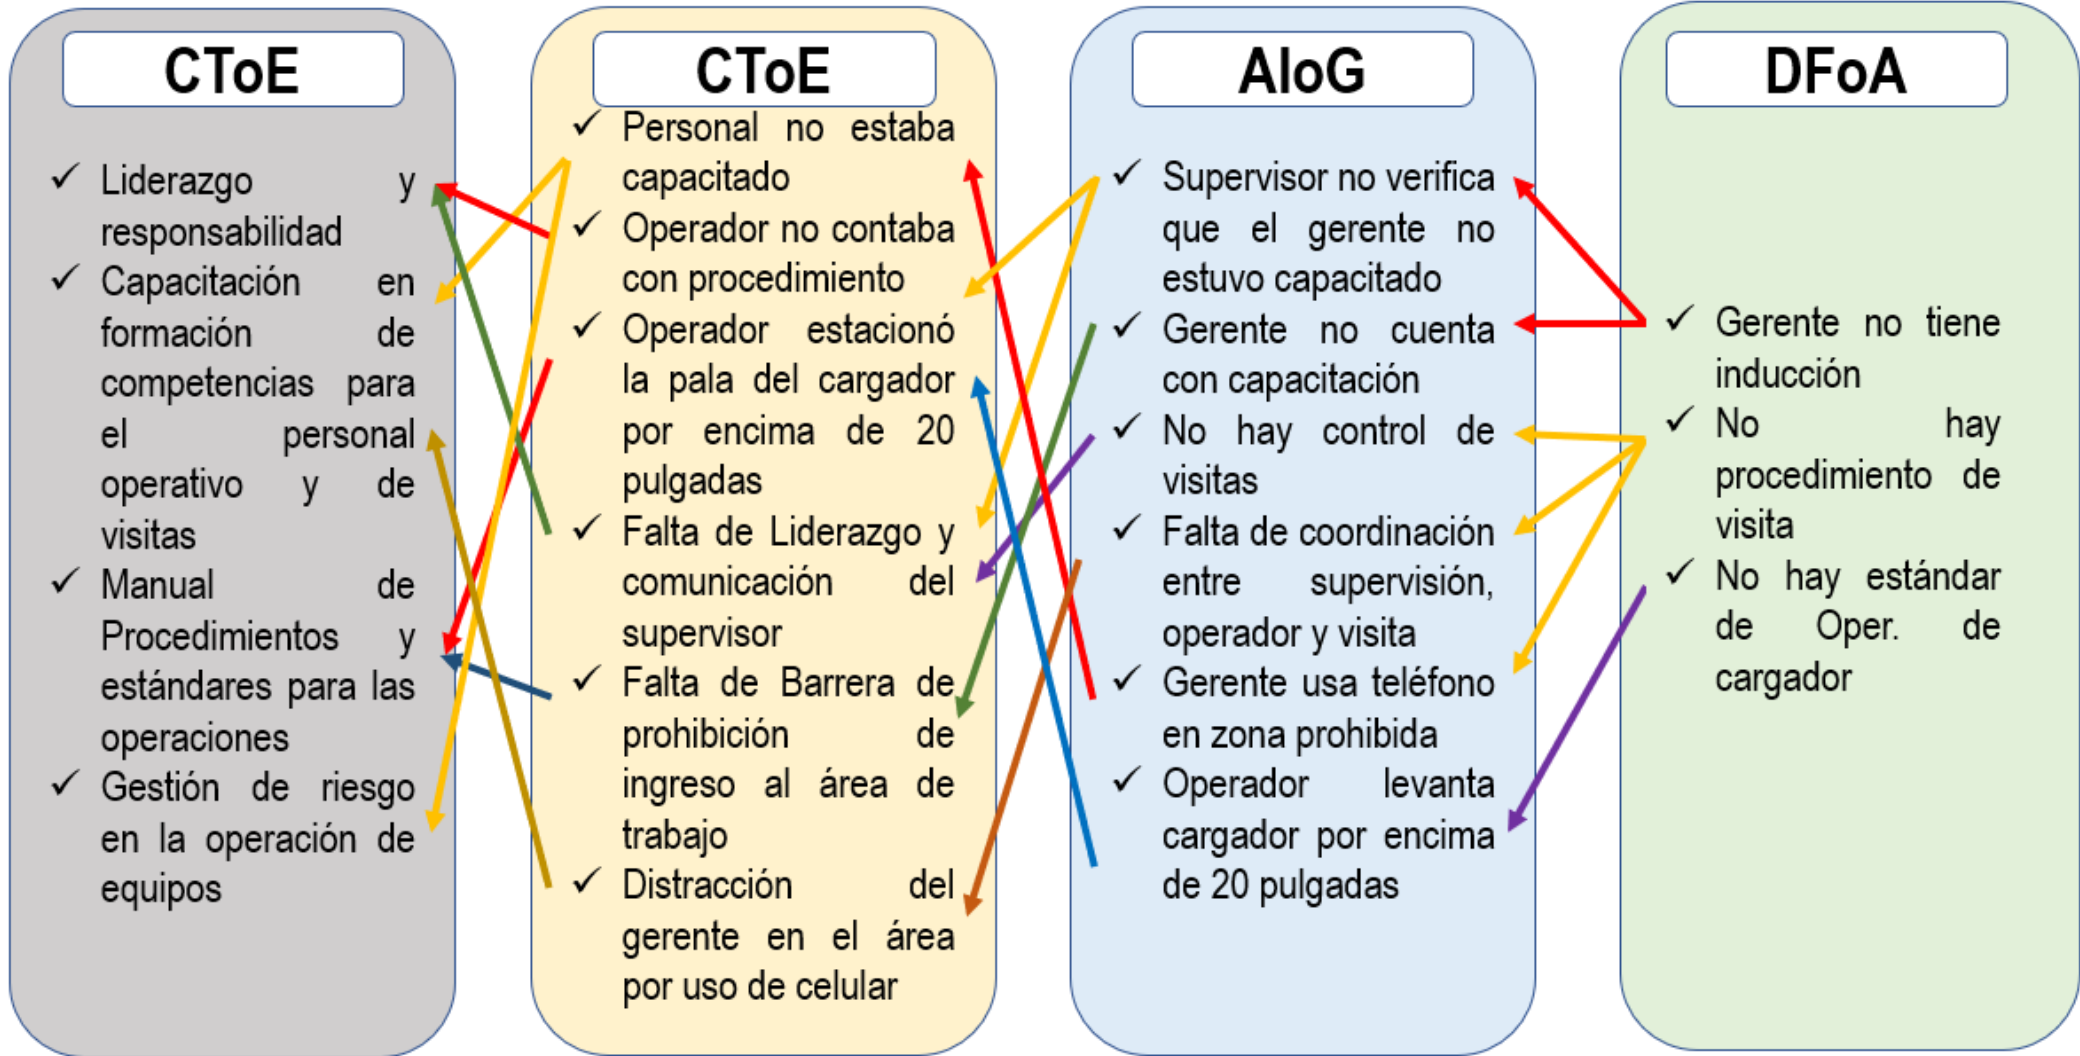 CToE
Liderazgo y
responsabilidad
Capacitación en
formación de
competencias para
el personal
operativo y de
visitas
Manual de
Procedimientos y
estándares para las
operaciones
Gestión de riesgo
en la operación de
equipos
CToE
Personal no estaba
capacitado
Operador no contaba
con procedimiento
Operador estacionó
la pala del cargador
por encima de 20
pulgadas
Falta de Liderazgo y
comunicación del
supervisor
Falta de Barrera de
prohibición de
ingreso al área de
trabajo
Distracción del
gerente en el área
por uso de celular
AloG
Supervisor no verifica
que el gerente no
estuvo capacitado
Gerente no cuenta
con capacitación
No hay control de
visitas
Falta de coordinación
entre supervisión,
operador y visita
Gerente usa teléfono
en zona prohibida
Operador levanta
cargador por encima
de 20 pulgadas
DFoA
Gerente no tiene
inducción
No hay
procedimiento de
visita
No hay estándar
de Oper. de
cargador